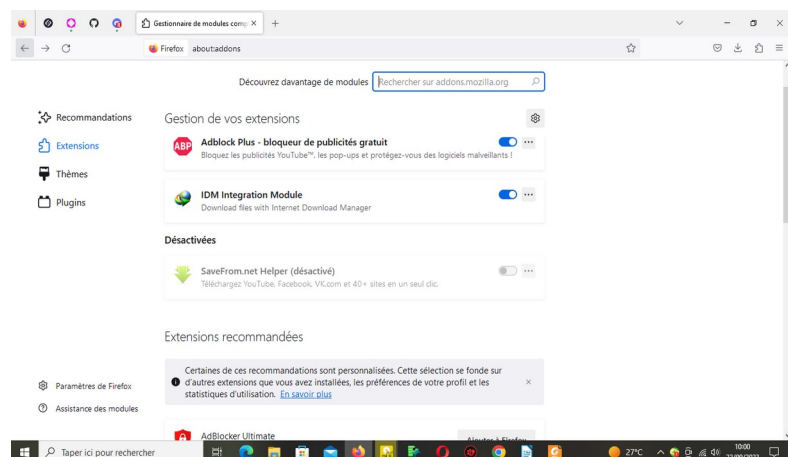 Gestionnaire de modules comp
Firefox about:addons
Découvrez davantage de modules Rechercher sur addons.mozilla.org
Recommandations
Extensions
Thèmes
Plugins
Gestion de vos extensions
ABP
Adblock Plus - bloqueur de publicités gratuit
Bloquez les publicités YouTube™, les pop-ups et protégez-vous des logiciels malveillants !
IDM Integration Module
Download files with Internet Download Manager
Désactivées
SaveFrom.net Helper (désactivé)
Téléchargez YouTube, Facebook, VK.com et 40+ sites en un seul clic.
Extensions recommandées
Certaines de ces recommandations sont personnalisées. Cette sélection se fonde sur
d'autres extensions que vous avez installées, les préférences de votre profil et les
statistiques d'utilisation. En savoir plus
Paramètres de Firefox
Assistance des modules
AdBlocker Ultimate
Ajouter à Firefox
Taper ici pour rechercher
27°C
10:00